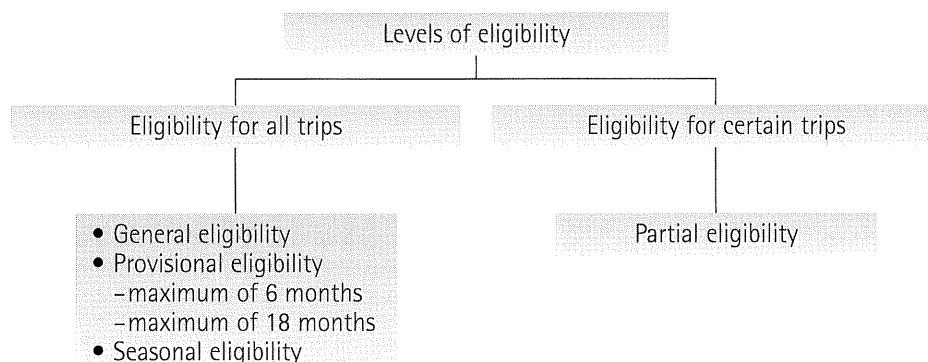 Levels of eligibility
Eligibility for all trips
Eligibility for certain trips
• General eligibility
• Provisional eligibility
–maximum of 6 months
–maximum of 18 months
• Seasonal eligibility
Partial eligibility